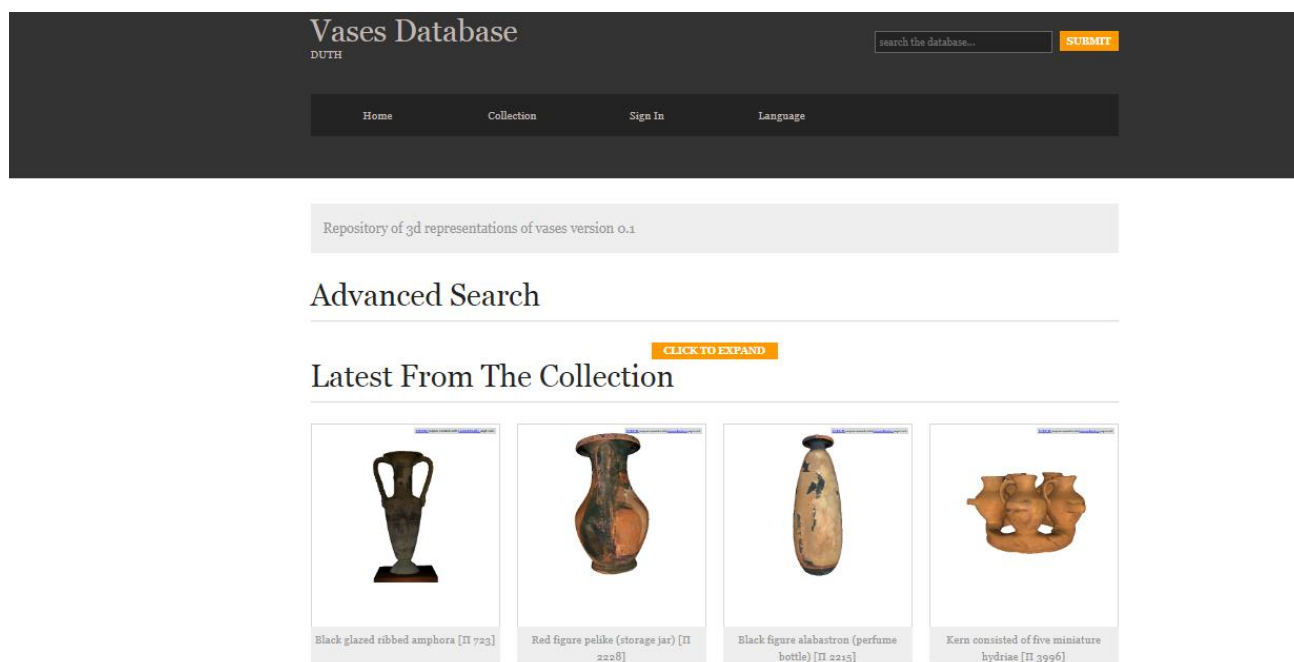 Vases Database
DUTH
search the database...
SUBMIT
Home
Collection
Sign In
Language
Repository of 3d representations of vases version 0.1
Advanced Search
CLICK TO EXPAND
Latest From The Collection
Black glazed ribbed amphora [Π 723]
Red figure pelike (storage jar) [Π
2228]
Black figure alabastron (perfume
bottle) [Π 2215]
Kern consisted of five miniature
hydriae [Π 3996]